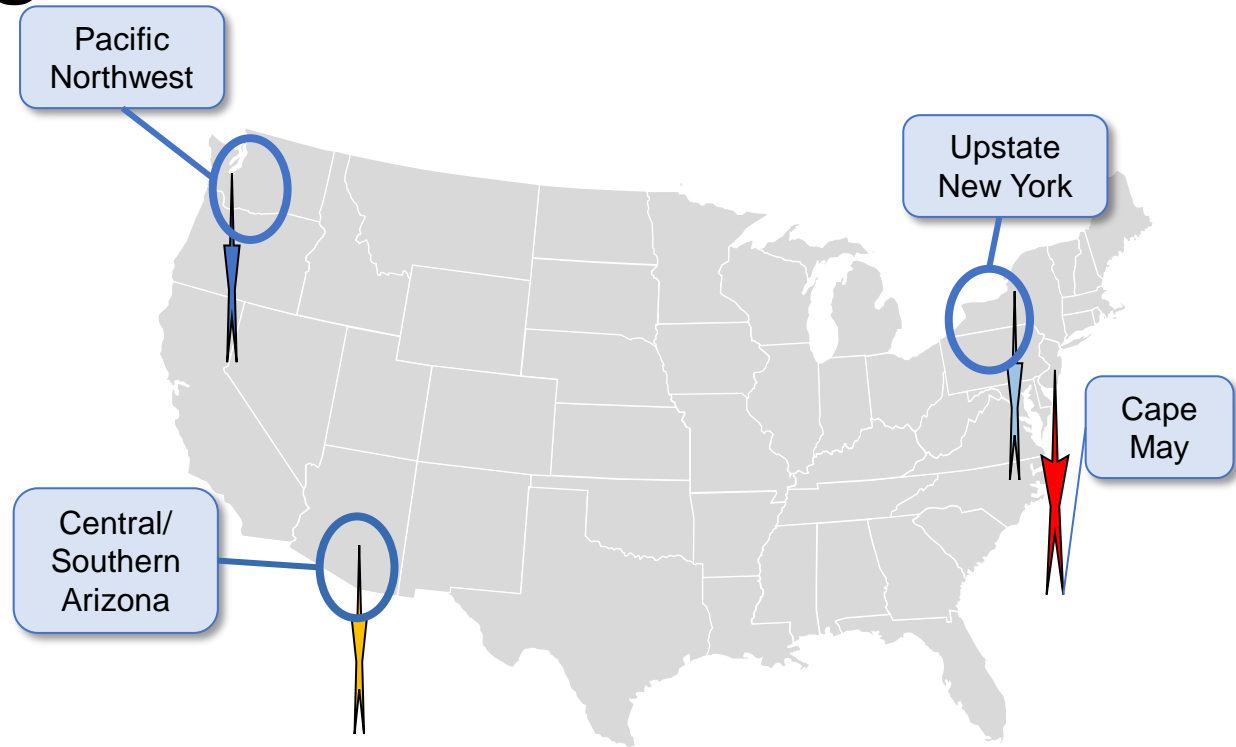 Pacific
Northwest
Upstate
New York
Cape
May
Central/
Southern
Arizona